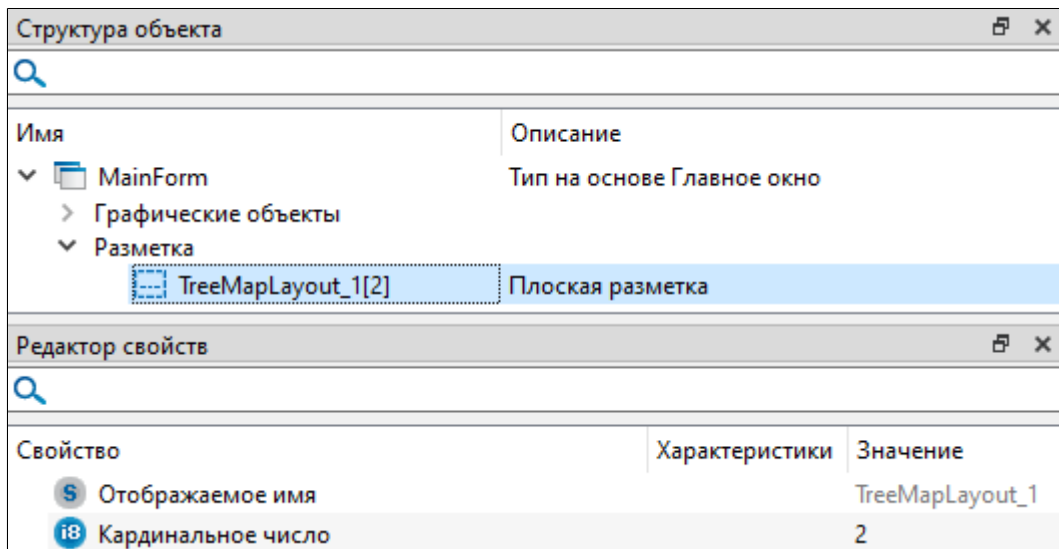 Структура объекта
Имя Описание
MainForm Тип на основе Главное окно
Графические объекты
Разметка
TreeMapLayout_1[2] Плоская разметка
Редактор свойств
Свойство Характеристики Значение
S Отображаемое имя TreeMapLayout_1
i8 Кардинальное число 2